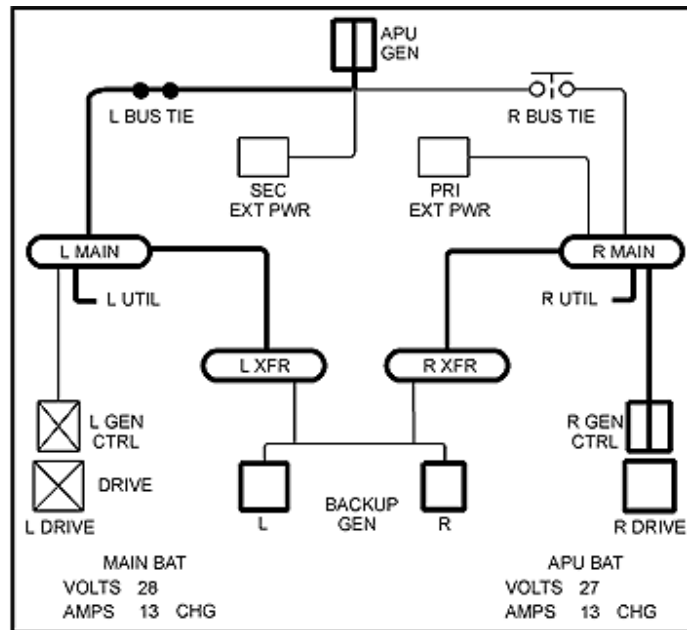 APU
GEN
L BUS TIE
R BUS TIE
SEC
EXT PWR
PRI
EXT PWR
L MAIN
R MAIN
L UTIL
R UTIL
L XFR
R XFR
L GEN
CTRL
R GEN
CTRL
DRIVE
L DRIVE
L
BACKUP
GEN
R
R DRIVE
MAIN BAT
VOLTS 28
AMPS 13 CHG
APU BAT
VOLTS 27
AMPS 13 CHG